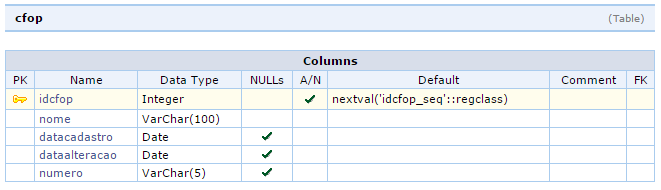 cfop (Table)
Columns
PK Name Data Type NULLs A/N Default Comment FK
idcfop Integer nextval('idcfop_seq'::regclass)
nome VarChar(100)
datacadastro Date
dataalteracao Date
numero VarChar(5)